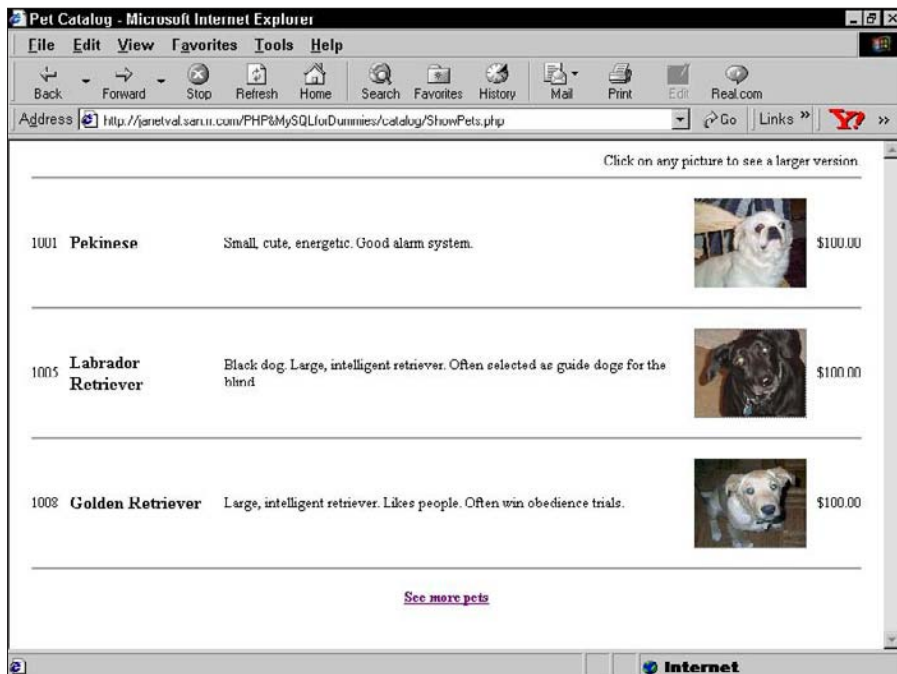 Pet Catalog - Microsoft Internet Explorer
File Edit View Favorites Tools Help
Back Forward Stop Refresh Home Search Favorites History Mail Print Edit Real.com
Address http://janetval.san.rr.com/PHP&MySQLforDummies/catalog/ShowPets.php Go Links »
Y! »
Click on any picture to see a larger version.
1001 Pekinese Small, cute, energetic. Good alarm system. $100.00
Labrador
1005 Retriever Black dog. Large, intelligent retriever. Often selected as guide dogs for the
blind $100.00
1008 Golden Retriever Large, intelligent retriever. Likes people. Often win obedience trials. $100.00
See more pets
Internet